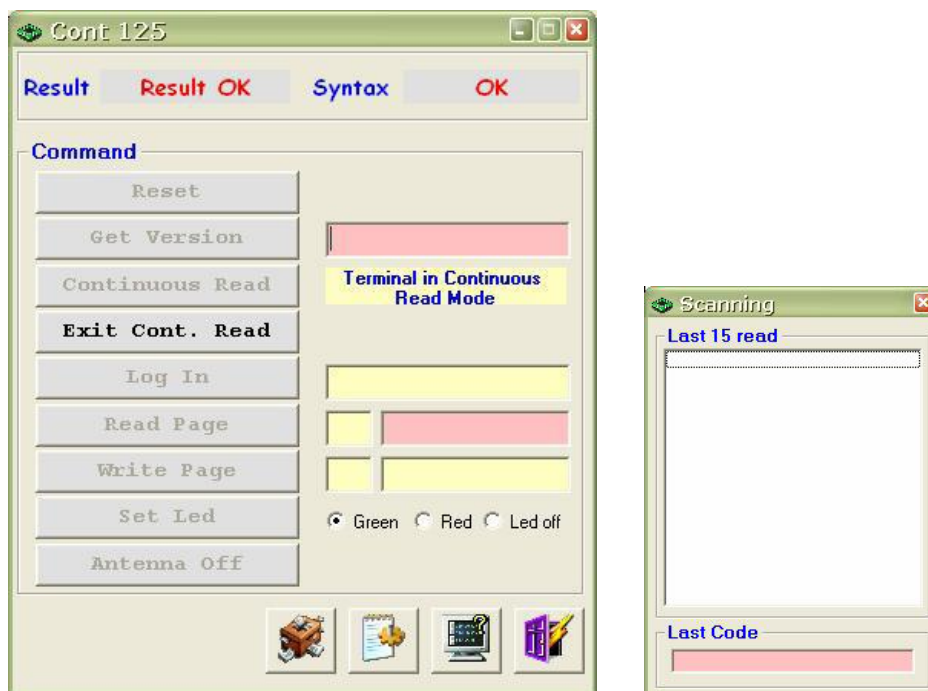 Cont 125
Result Result OK Syntax OK
Command
Reset
Get Version
Continuous Read
Terminal in Continuous
Read Mode
Exit Cont. Read
Log In
Read Page
Write Page
Set Led
Green Red Led off
Antenna Off
Scanning
Last 15 read
Last Code